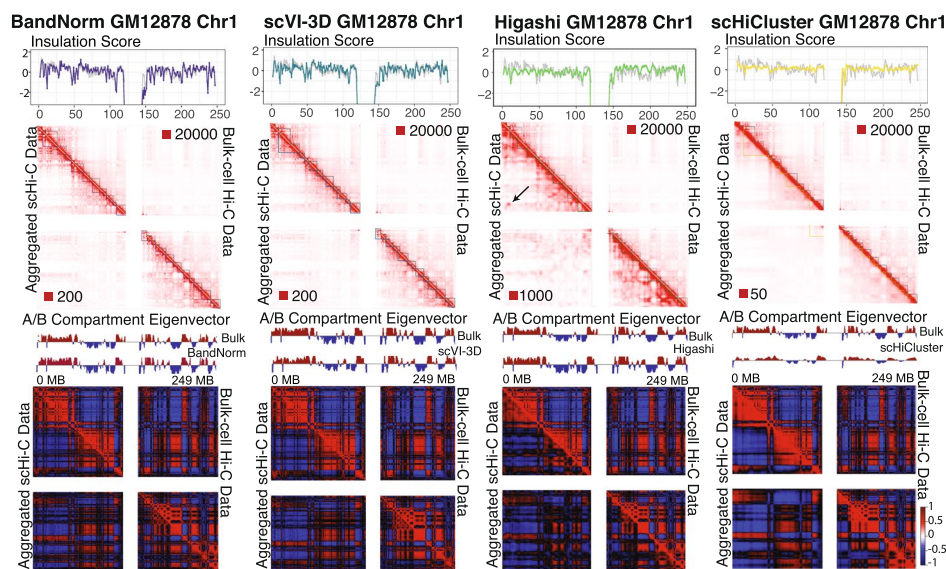 BandNorm GM12878 Chr1
Insulation Score
2
0
-2
0 50 100 150 200 250
Aggregated scHi-C Data
20000
Bulk-cell Hi-C Data
200
A/B Compartment Eigenvector
Bulk
BandNorm
0 MB 249 MB
Aggregated scHi-C Data
Bulk-cell Hi-C Data
scVI-3D GM12878 Chr1
Insulation Score
2
0
-2
0 50 100 150 200 250
Aggregated scHi-C Data
20000
Bulk-cell Hi-C Data
200
A/B Compartment Eigenvector
Bulk
scVI-3D
0 MB 249 MB
Aggregated scHi-C Data
Bulk-cell Hi-C Data
Higashi GM12878 Chr1
Insulation Score
2
0
−2
0 50 100 150 200 250
Aggregated scHi-C Data
20000
Bulk-cell Hi-C Data
1000
A/B Compartment Eigenvector
Bulk
Higashi
0 MB 249 MB
Aggregated scHi-C Data
Bulk-cell Hi-C Data
scHiCluster GM12878 Chr1
Insulation Score
2
0
−2
0 50 100 150 200 250
Aggregated scHi-C Data
20000
Bulk-cell Hi-C Data
50
A/B Compartment Eigenvector
Bulk
scHiCluster
0 MB 249 MB
Aggregated scHi-C Data
Bulk-cell Hi-C Data
1
0.5
0
-0.5
-1